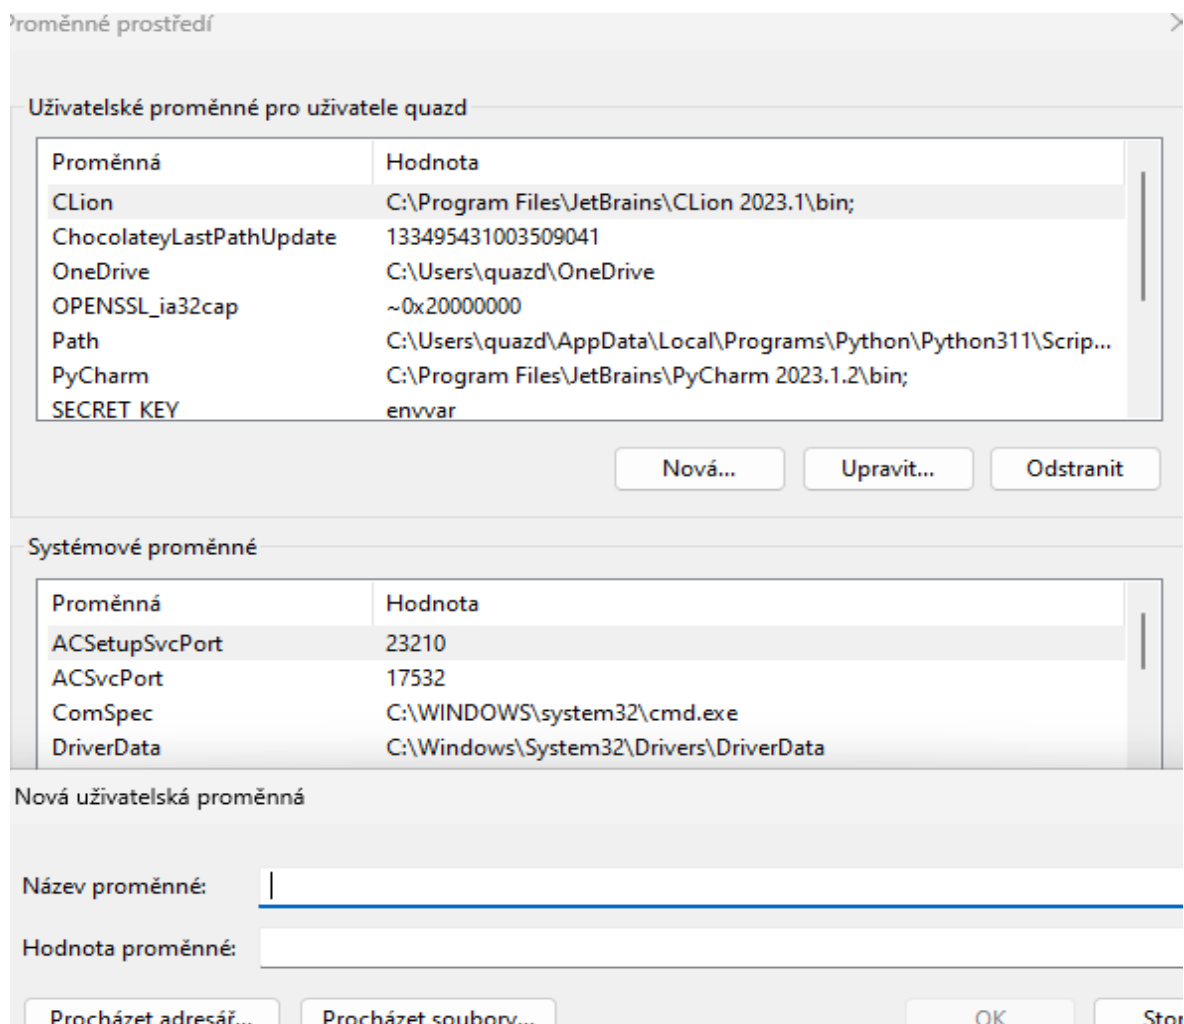 Proměnné prostředí
Uživatelské proměnné pro uživatele quazd
Proměnná Hodnota
CLion C:\Program Files\JetBrains\CLion 2023.1\bin;
ChocolateyLastPathUpdate 133495431003509041
OneDrive C:\Users\quazd\OneDrive
OPENSSL_ia32cap ~0x20000000
Path C:\Users\quazd\AppData\Local\Programs\Python\Python311\Scrip...
PyCharm C:\Program Files\JetBrains\PyCharm 2023.1.2\bin;
SECRET_KEY envvar
Nová... Upravit... Odstranit
Systémové proměnné
Proměnná Hodnota
ACSetupSvcPort 23210
ACSvcPort 17532
ComSpec C:\WINDOWS\system32\cmd.exe
DriverData C:\Windows\System32\Drivers\DriverData
Nová uživatelská proměnná
Název proměnné:
Hodnota proměnné:
Procházet adresář... Procházet soubory... OK Stor